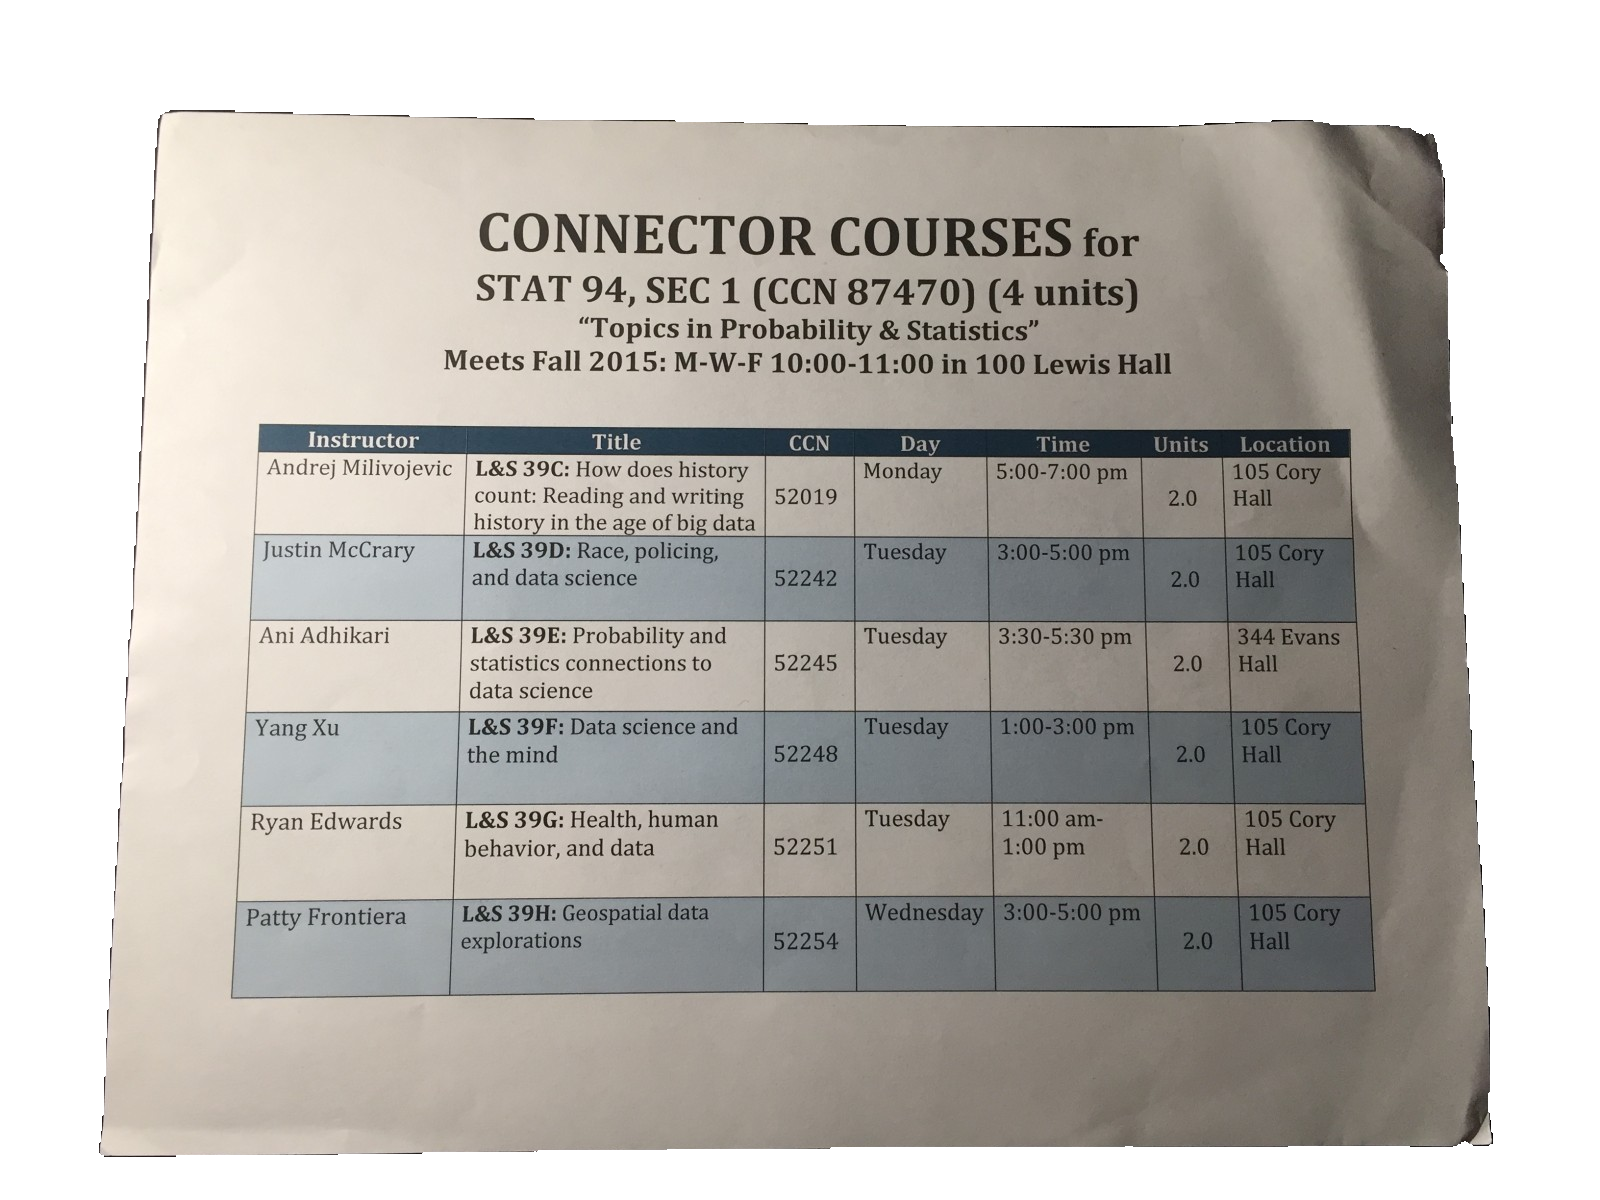 CONNECTOR COURSES for
STAT 94, SEC 1 (CCN 87470) (4 units)
“Topics in Probability & Statistics”
Meets Fall 2015: M-W-F 10:00-11:00 in 100 Lewis Hall
Instructor Title CCN Day Time Units Location
Andrej Milivojevic L&S 39C: How does history Monday 5:00-7:00 pm 105 Cory
count: Reading and writing 52019 2.0 Hall
history in the age of big data
Justin McCrary L&S 39D: Race, policing, Tuesday 3:00-5:00 pm 105 Cory
and data science 52242 2.0 Hall
Ani Adhikari L&S 39E: Probability and Tuesday 3:30-5:30 pm 344 Evans
statistics connections to 52245 2.0 Hall
data science
Yang Xu L&S 39F: Data science and Tuesday 1:00-3:00 pm 105 Cory
the mind 52248 2.0 Hall
Ryan Edwards L&S 39G: Health, human Tuesday 11:00 am- 105 Cory
behavior, and data 52251 1:00 pm 2.0 Hall
Patty Frontiera L&S 39H: Geospatial data Wednesday 3:00-5:00 pm 105 Cory
explorations 52254 2.0 Hall